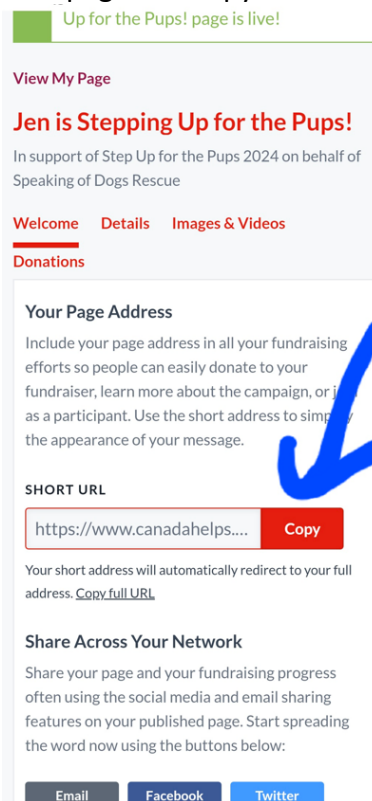 Up for the Pups! page is live!
View My Page
Jen is Stepping Up for the Pups!
In support of Step Up for the Pups 2024 on behalf of
Speaking of Dogs Rescue
Welcome Details Images & Videos
Donations
Your Page Address
Include your page address in all your fundraising
efforts so people can easily donate to your
fundraiser, learn more about the campaign, or
as a participant. Use the short address to
the appearance of your message.
SHORT URL
https://www.canadahelps.... Copy
Your short address will automatically redirect to your full
address. Copy full URL
Share Across Your Network
Share your page and your fundraising progress
often using the social media and email sharing
features on your published page. Start spreading
the word now using the buttons below:
Email Facebook Twitter